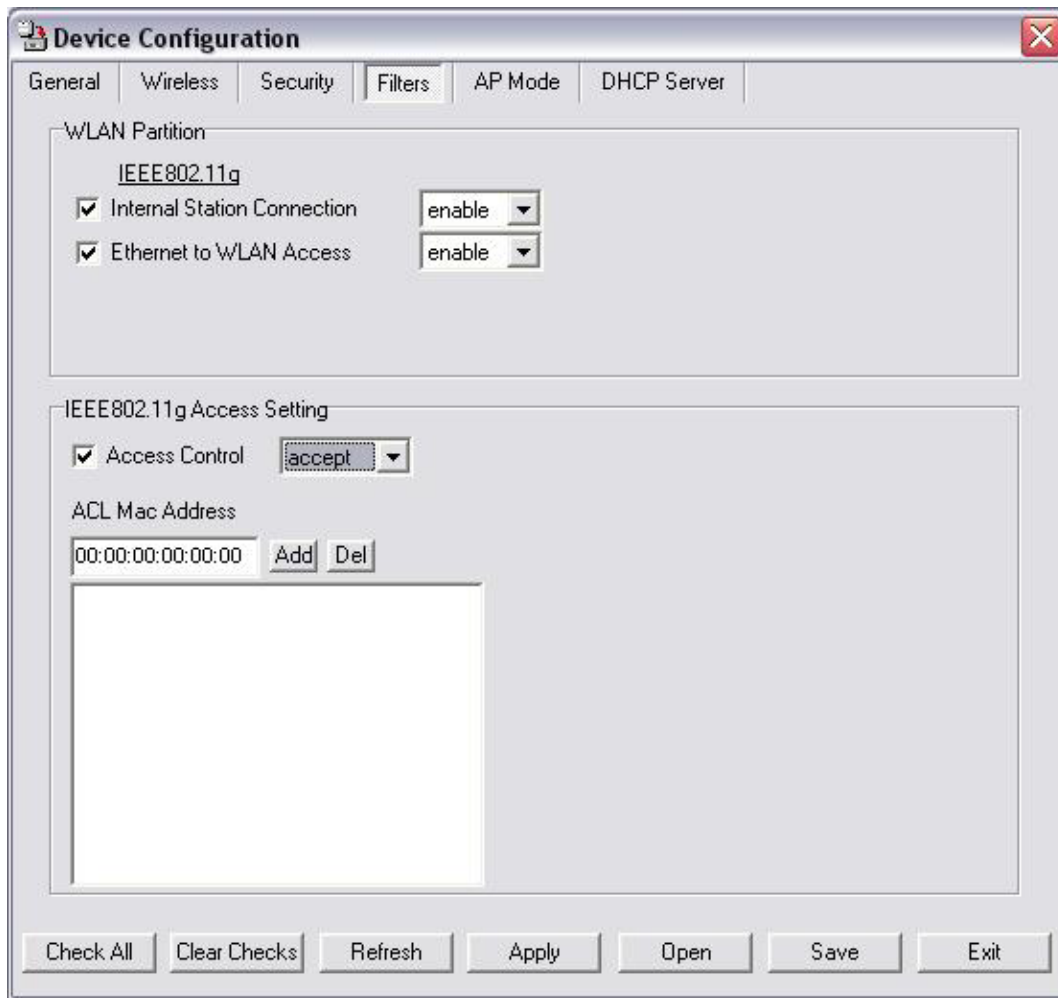 Device Configuration
General Wireless Security Filters AP Mode DHCP Server
WLAN Partition
IEEE802.11g
Internal Station Connection enable
Ethernet to WLAN Access enable
IEEE802.11g Access Setting
Access Control accept
ACL Mac Address
00:00:00:00:00:00 Add Del
Check All Clear Checks Refresh Apply Open Save Exit